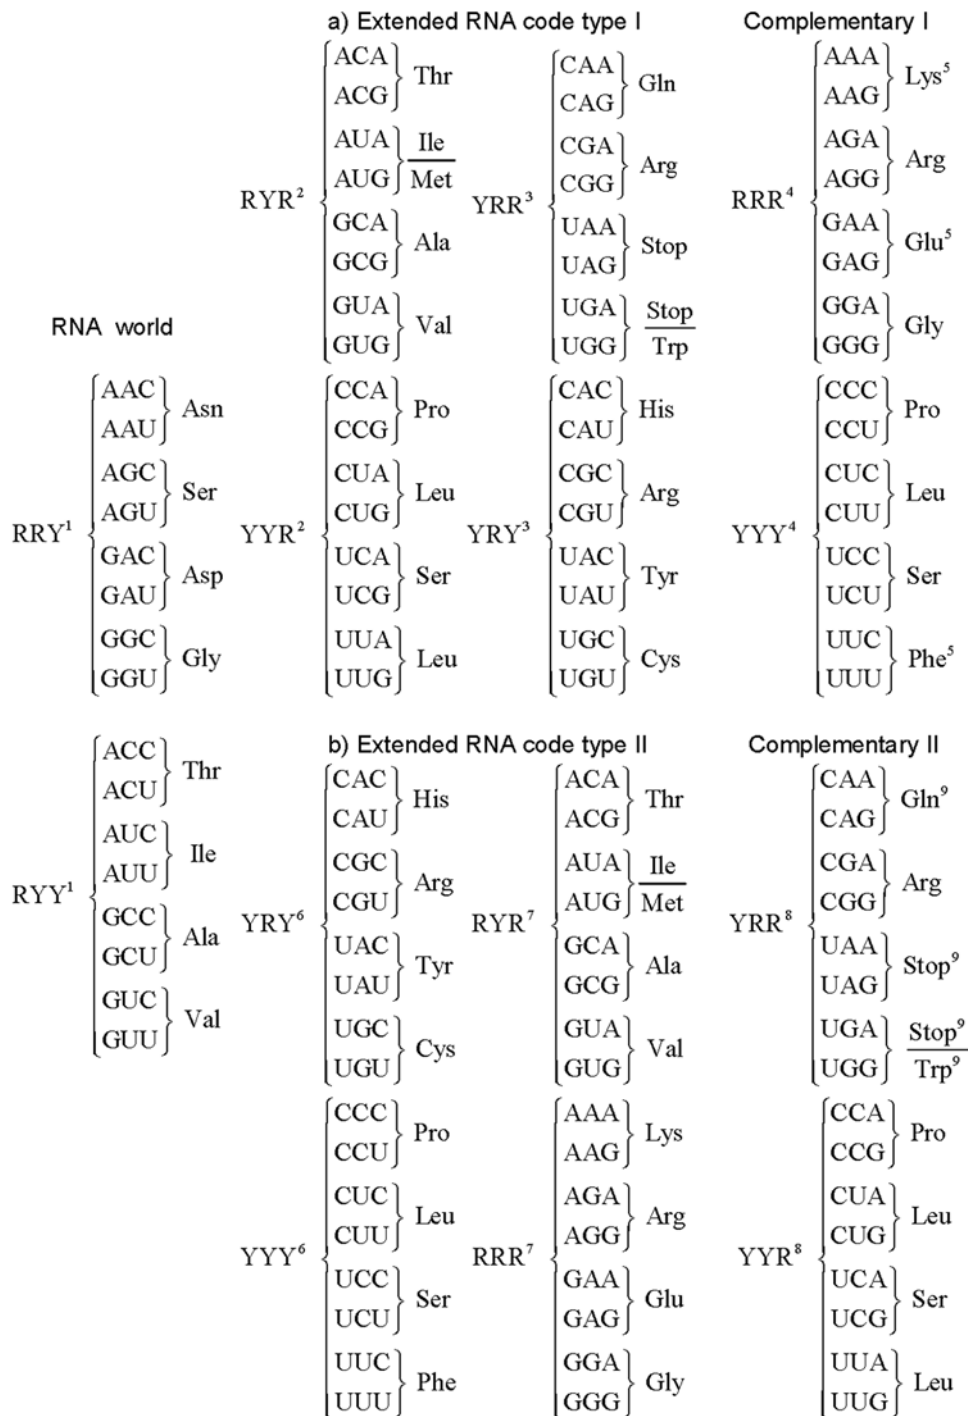 a) Extended RNA code type I
Complementary I
RYR²
ACA
ACG
Thr
AUA
AUG
Ile
Met
GCA
GCG
Ala
GUA
GUG
Val
YRR³
CAA
CAG
Gln
CGA
CGG
Arg
UAA
UAG
Stop
UGA
UGG
Stop
Trp
RRR⁴
AAA
AAG
Lys⁵
AGA
AGG
Arg
GAA
GAG
Glu⁵
GGA
GGG
Gly
RNA world
RRY¹
AAC
AAU
Asn
AGC
AGU
Ser
GAC
GAU
Asp
GGC
GGU
Gly
YYR²
CCA
CCG
Pro
CUA
CUG
Leu
UCA
UCG
Ser
UUA
UUG
Leu
YRY³
CAC
CAU
His
CGC
CGU
Arg
UAC
UAU
Tyr
UGC
UGU
Cys
YYY⁴
CCC
CCU
Pro
CUC
CUU
Leu
UCC
UCU
Ser
UUC
UUU
Phe⁵
RYY¹
ACC
ACU
Thr
AUC
AUU
Ile
GCC
GCU
Ala
GUC
GUU
Val
b) Extended RNA code type II
Complementary II
YRY⁶
CAC
CAU
His
CGC
CGU
Arg
UAC
UAU
Tyr
UGC
UGU
Cys
RYR⁷
ACA
ACG
Thr
AUA
AUG
Ile
Met
GCA
GCG
Ala
GUA
GUG
Val
YRR⁸
CAA
CAG
Gln⁹
CGA
CGG
Arg
UAA
UAG
Stop⁹
UGA
UGG
Stop⁹
Trp⁹
YYY⁶
CCC
CCU
Pro
CUC
CUU
Leu
UCC
UCU
Ser
UUC
UUU
Phe
RRR⁷
AAA
AAG
Lys
AGA
AGG
Arg
GAA
GAG
Glu
GGA
GGG
Gly
YYR⁸
CCA
CCG
Pro
CUA
CUG
Leu
UCA
UCG
Ser
UUA
UUG
Leu